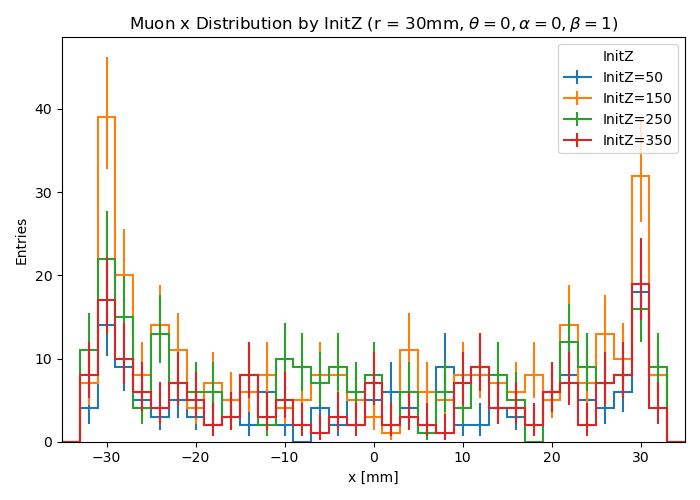 Muon x Distribution by InitZ (r = 30mm, θ = 0, α = 0, β = 1)
InitZ
InitZ=50
InitZ=150
InitZ=250
InitZ=350
Entries
40
30
20
10
0
−30 −20 −10 0 10 20 30
x [mm]